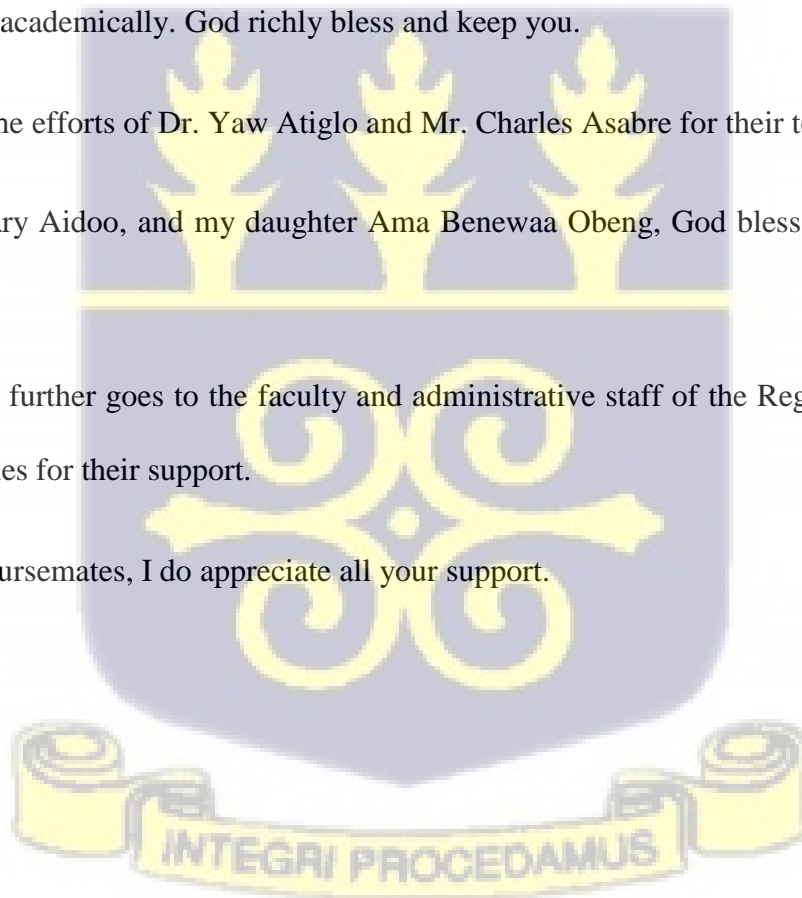 academically. God richly bless and keep you.
he efforts of Dr. Yaw Atiglo and Mr. Charles Asabre for their
ary Aidoo, and my daughter Ama Benewaa Obeng, God bless
further goes to the faculty and administrative staff of the Reg
es for their support.
ursemates, I do appreciate all your support.
INTEGRI PROCEDAMUS